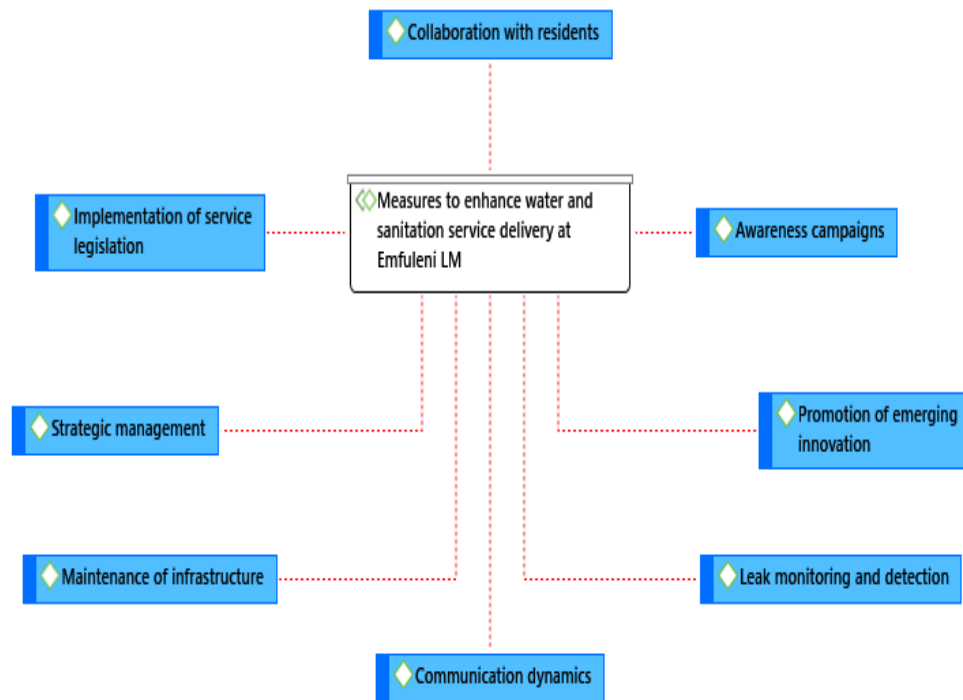 Collaboration with residents
Implementation of service
legislation
Measures to enhance water and
sanitation service delivery at
Emfuleni LM
Awareness campaigns
Strategic management
Promotion of emerging
innovation
Maintenance of infrastructure
Leak monitoring and detection
Communication dynamics